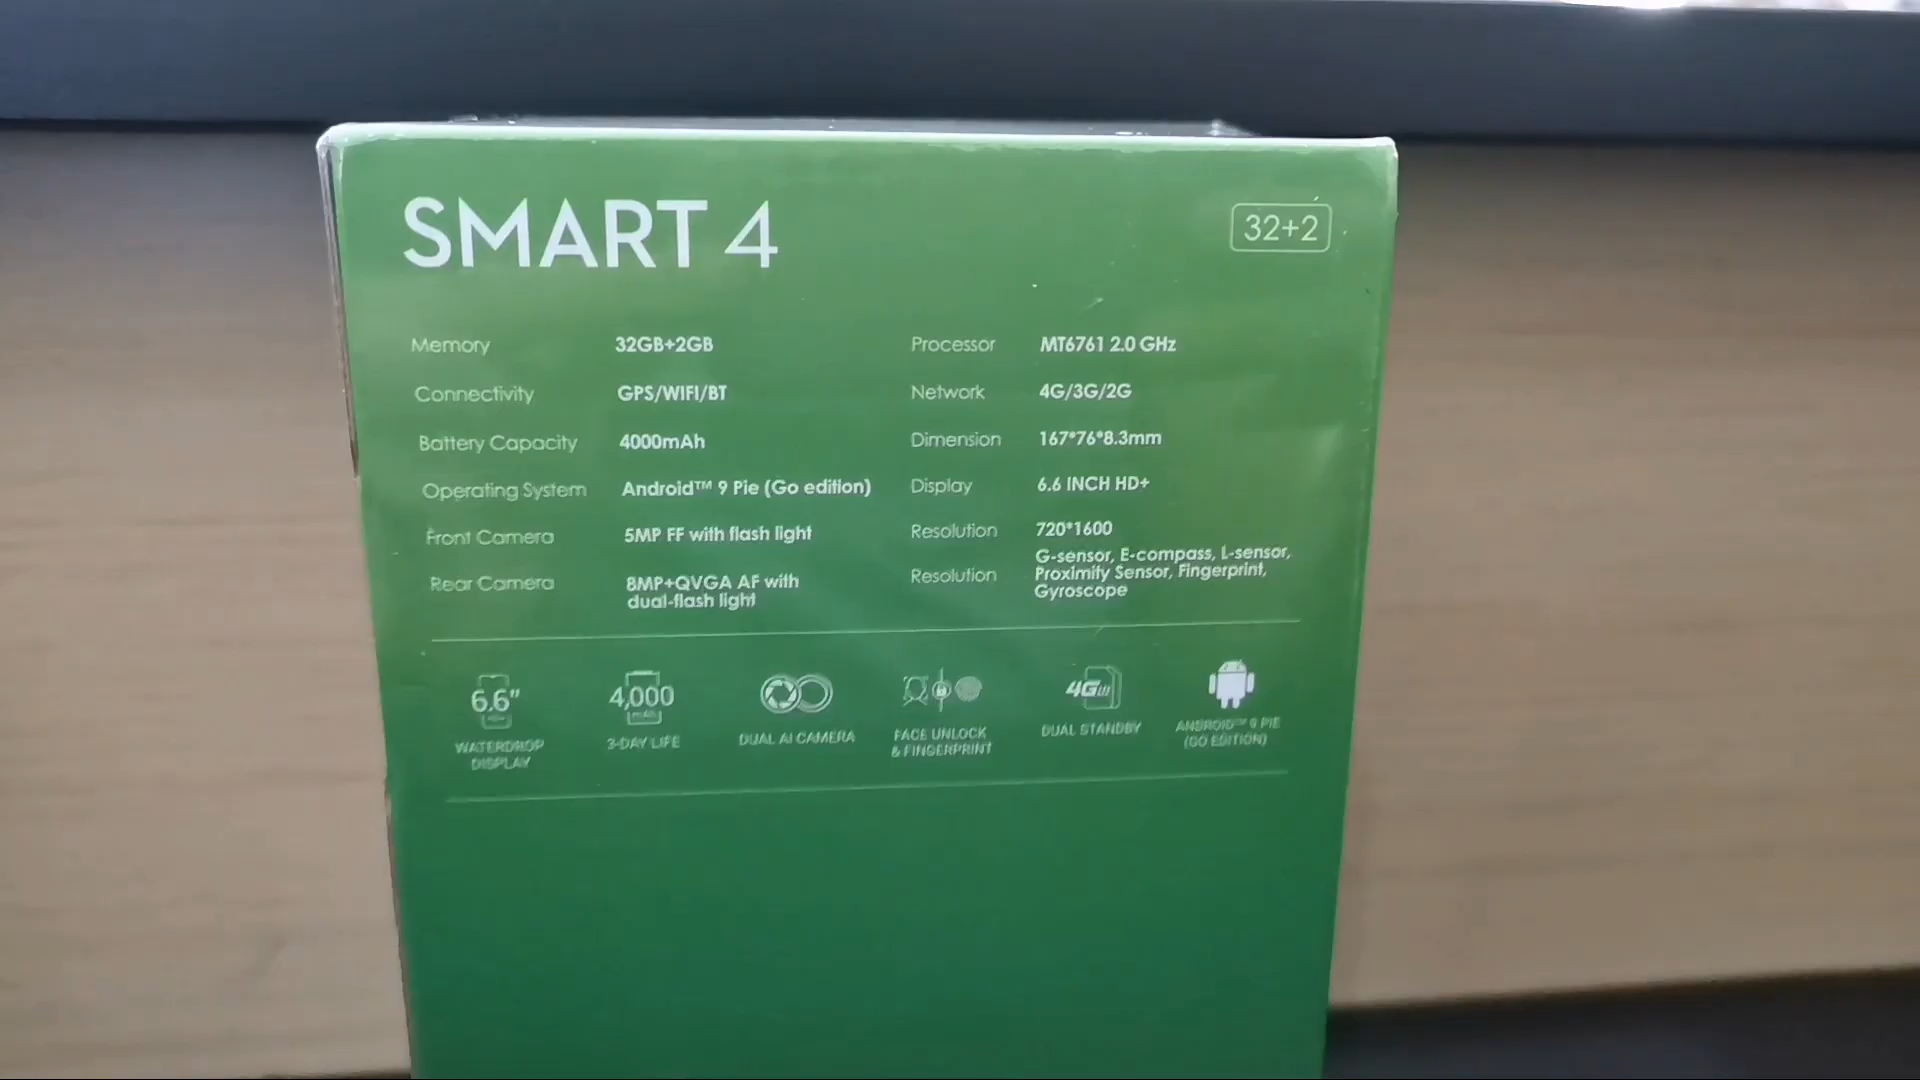 SMART 4
32+2
Memory 32GB+2GB
Connectivity GPS/WIFI/BT
Battery Capacity 4000mAh
Operating System Android™ 9 Pie (Go edition)
Front Camera 5MP FF with flash light
Rear Camera 8MP+QVGA AF with
dual-flash light
Processor MT6761 2.0 GHz
Network 4G/3G/2G
Dimension 167*76*8.3mm
Display 6.6 INCH HD+
Resolution 720*1600
Resolution G-sensor, E-compass, L-sensor,
Proximity Sensor, Fingerprint,
Gyroscope
6.6”
WATERDROP
DISPLAY
4,000
mAh
3-DAY LIFE
DUAL AI CAMERA
FACE UNLOCK
& FINGERPRINT
4G
DUAL STANDBY
ANDROID™ 9 PIE
(GO EDITION)